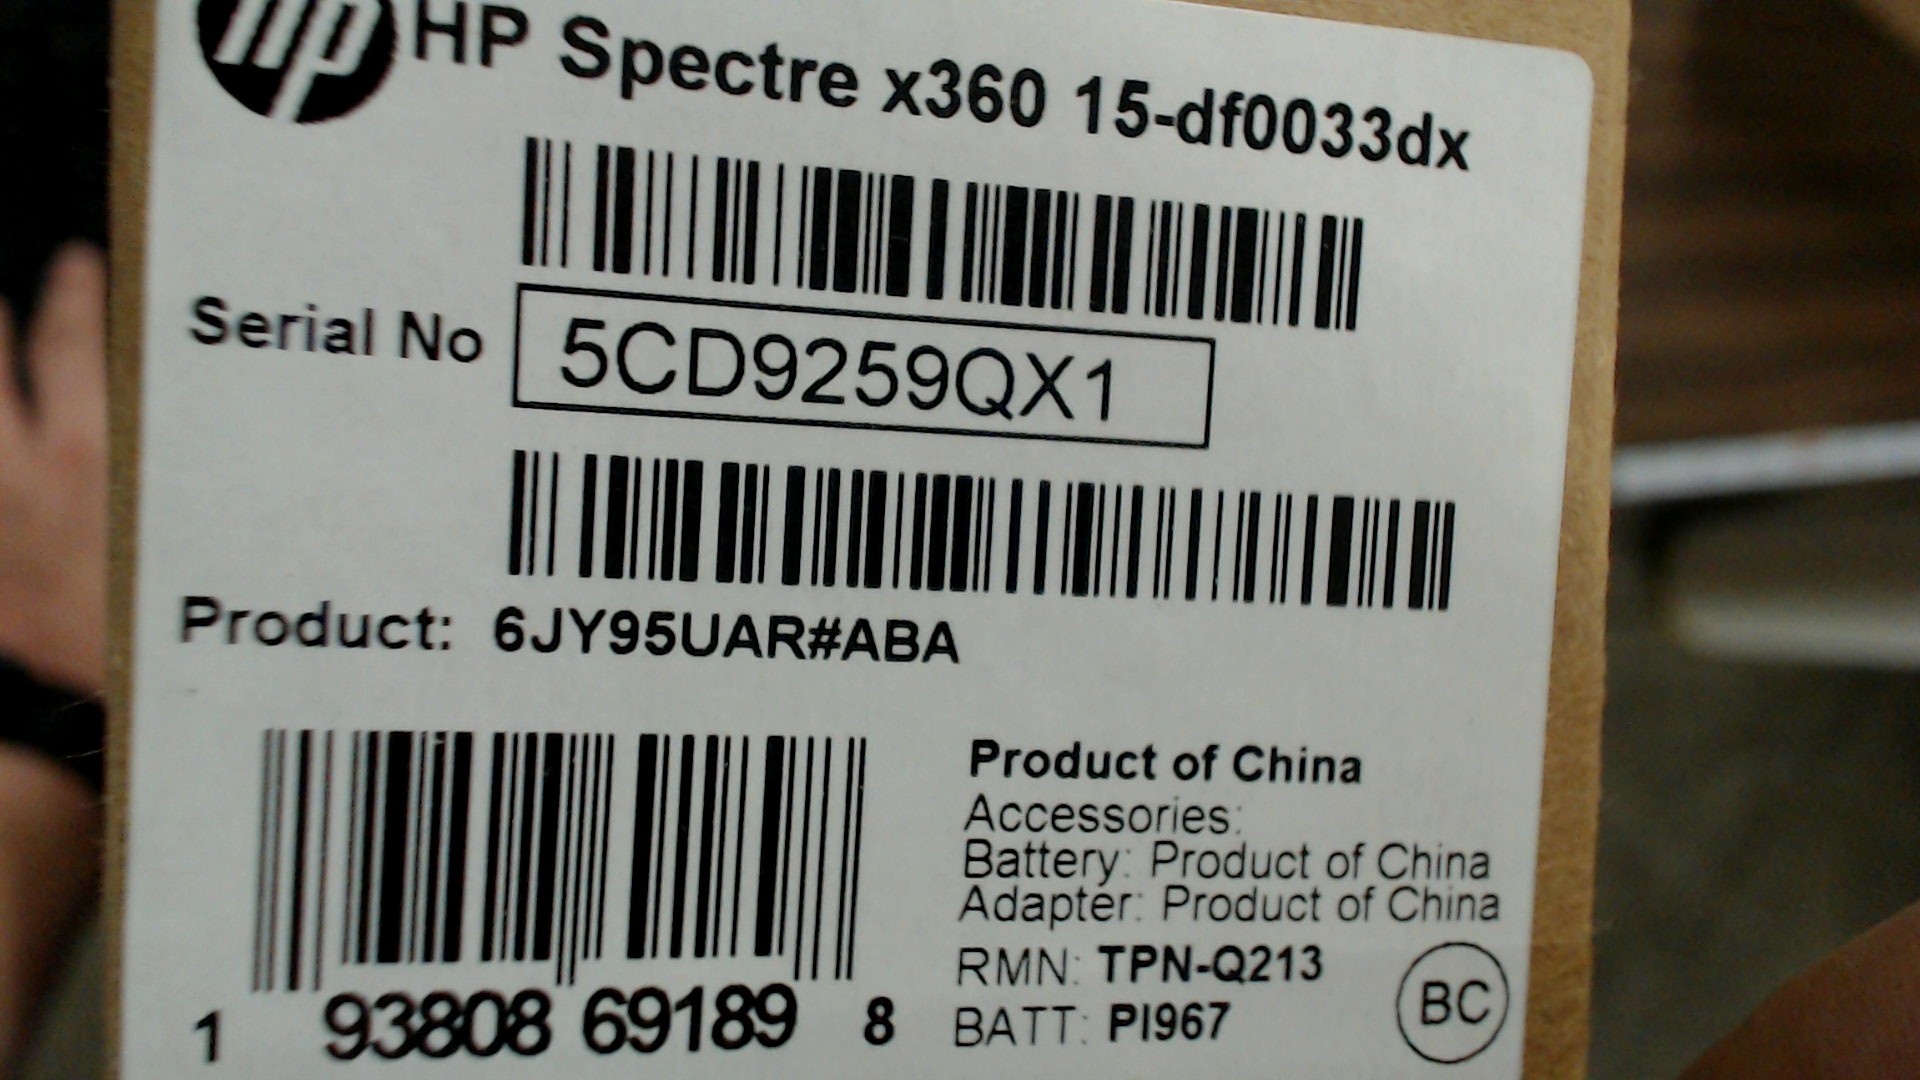 hp HP Spectre x360 15-df0033dx
Serial No 5CD9259QX1
Product: 6JY95UAR#ABA
Product of China
Accessories:
Battery: Product of China
Adapter: Product of China
RMN: TPN-Q213
BATT: PI967
BC
1 93808 69189 8